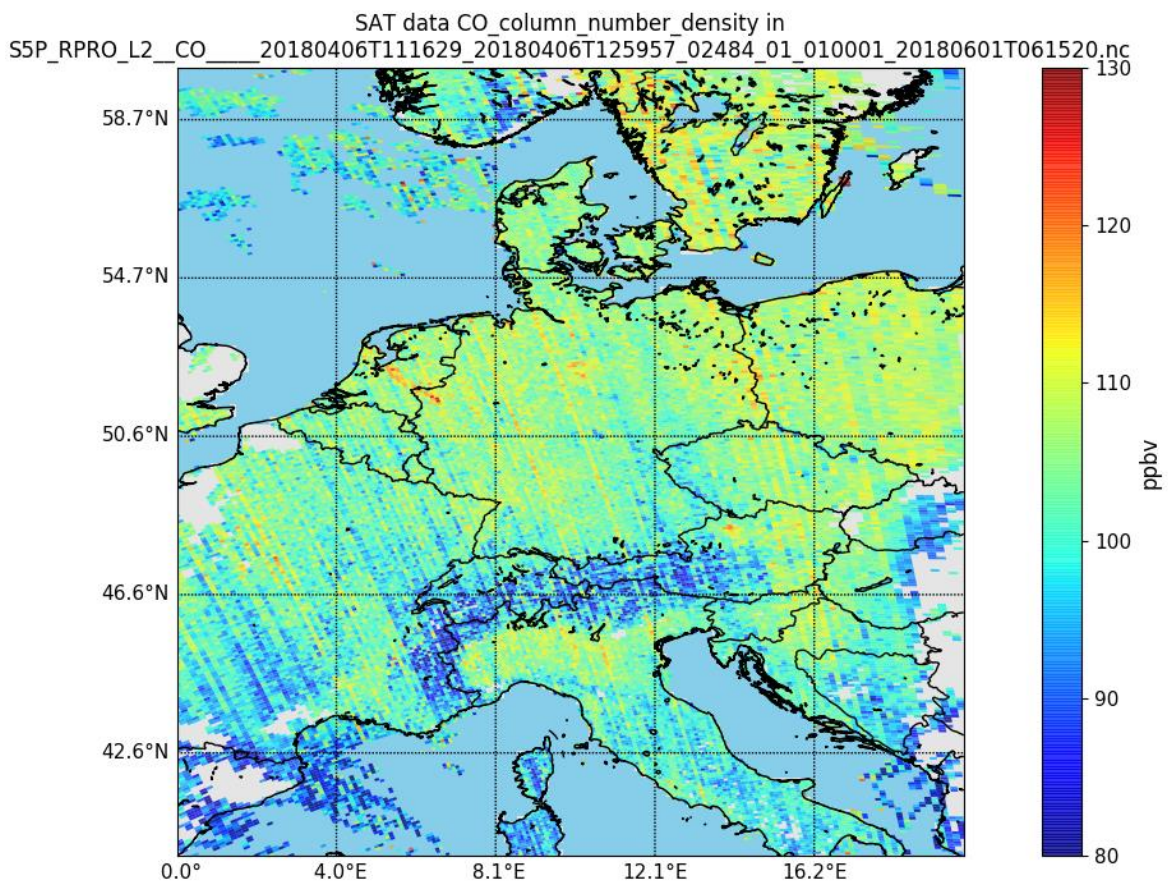 SAT data CO_column_number_density in
S5P_RPRO_L2__CO_____20180406T111629_20180406T125957_02484_01_010001_20180601T061520.nc
130
58.7°N
120
54.7°N
110
50.6°N
ppbv
100
46.6°N
90
42.6°N
80
0.0° 4.0°E 8.1°E 12.1°E 16.2°E